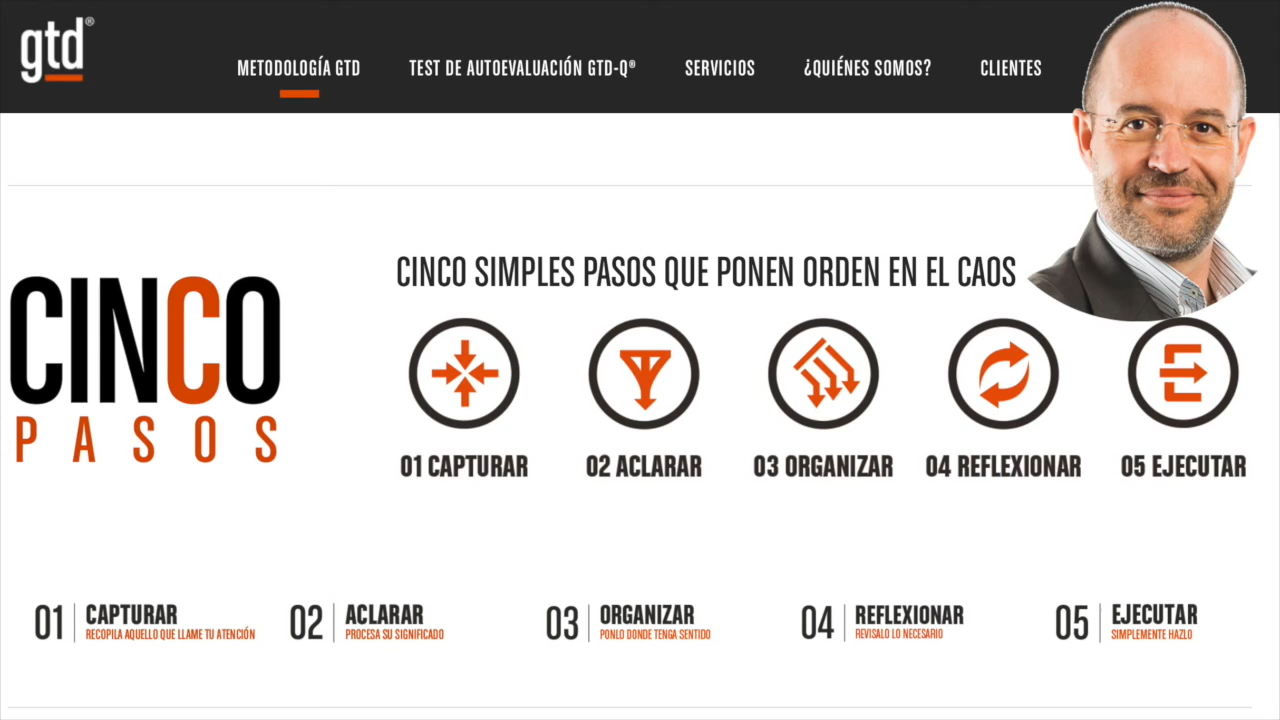 gtd®
METODOLOGÍA GTD
TEST DE AUTOEVALUACIÓN GTD-Q®
SERVICIOS
¿QUIÉNES SOMOS?
CLIENTES
CINCO
PASOS
CINCO SIMPLES PASOS QUE PONEN ORDEN EN EL CAOS
01 CAPTURAR
02 ACLARAR
03 ORGANIZAR
04 REFLEXIONAR
05 EJECUTAR
01 CAPTURAR
RECOPILA AQUELLO QUE LLAME TU ATENCIÓN
02 ACLARAR
PROCESA SU SIGNIFICADO
03 ORGANIZAR
PONLO DONDE TENGA SENTIDO
04 REFLEXIONAR
REVISALO LO NECESARIO
05 EJECUTAR
SIMPLEMENTE HAZLO